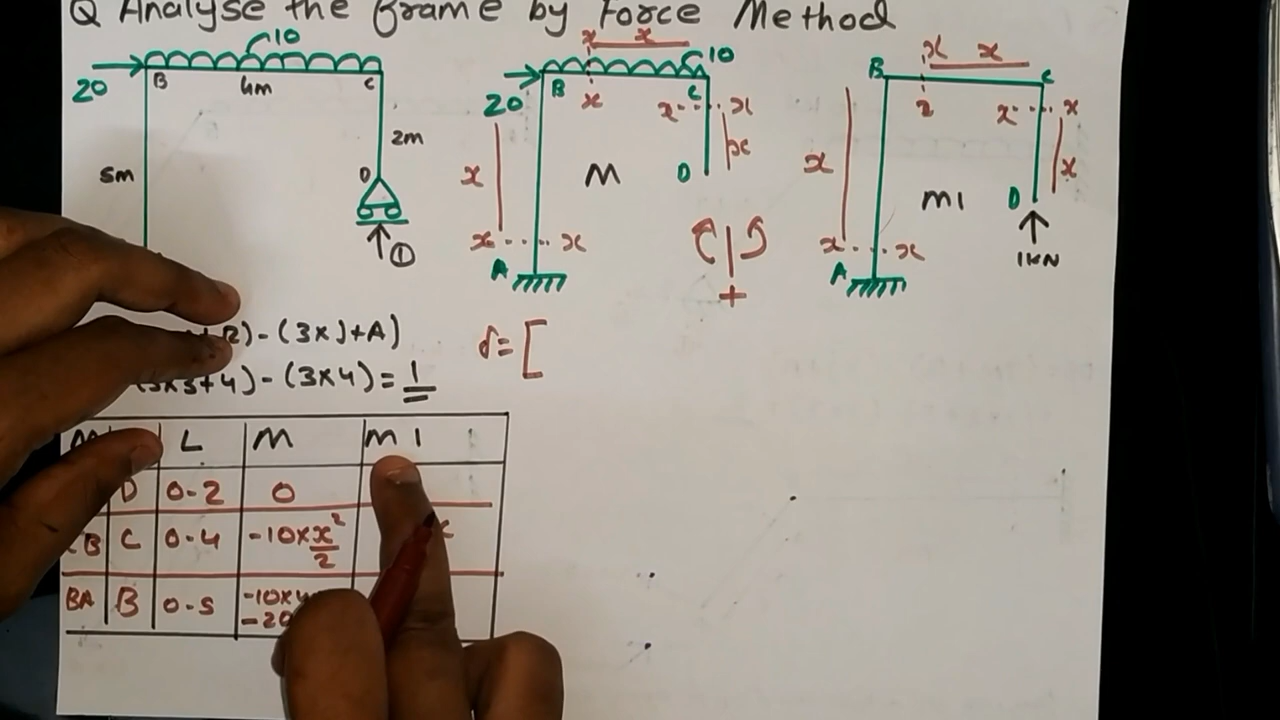 Q Analyse the frame by Force Method
20 B 10 4m C
5m
2m
D
1
20 B 10 C
x x
x
x x
x x
x
x
x x
M
D
A
+
B C
x x
x
x x
x
x
x x
m1
D
1KN
A
2)-(3xJ+A)
(3x3+4)-(3x4)=1
δ=[
L M m1
D 0-2 0
B C 0-4 -10x x²/2
BA B 0-5 -10x4
-20